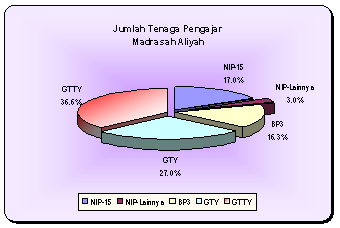 Jumlah Tenaga Pengajar
Madrasah Aliyah
NIP-15
17.0%
NIP-Lainnya
3.0%
GTTY
36.6%
BP3
16.3%
GTY
27.0%
NIP-15 NIP-Lainnya BP3 GTY GTTY